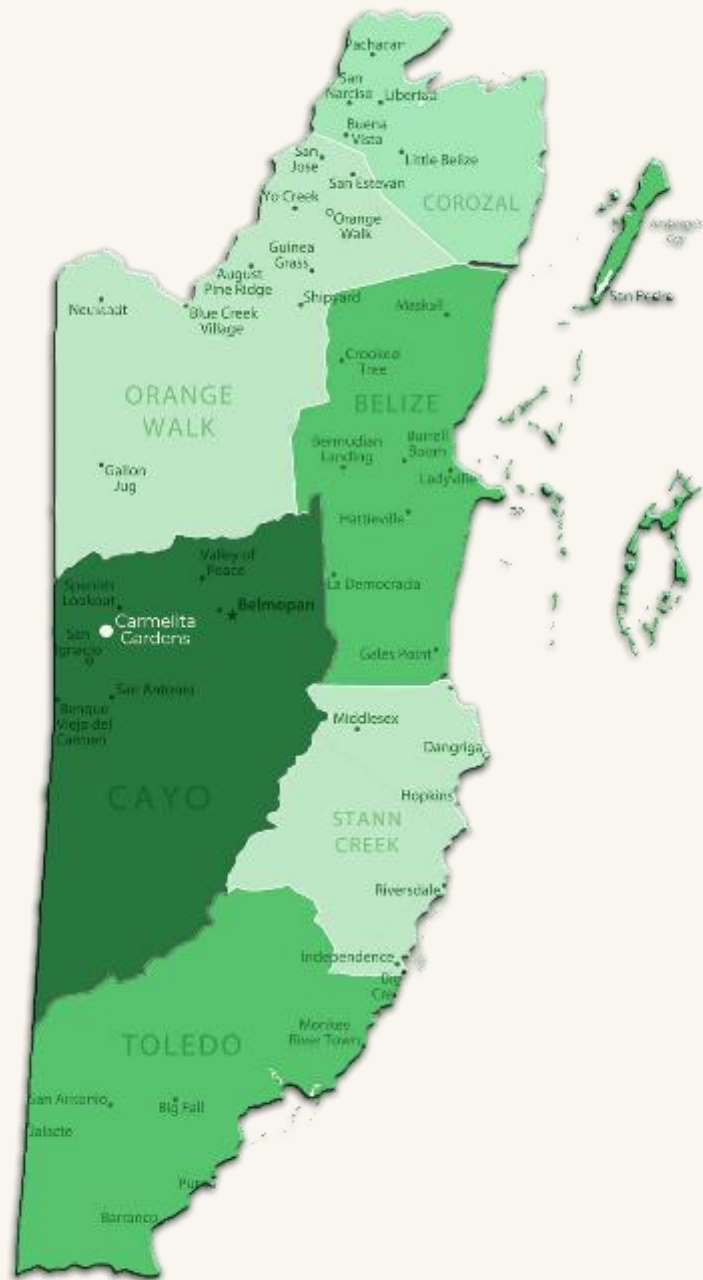 Pachacan
San
Narciso
Libertad
Buena
Vista
Little Belize
San
Jose
San Estevan
COROZAL
Yo Creek
Orange
Walk
Guinea
Grass
August
Pine Ridge
Shipyard
Neustadt
Blue Creek
Village
Maskall
San Pedro
Crooked
Tree
ORANGE
WALK
BELIZE
Bermudian
Landing
Burrell
Boom
Ladyville
Gallon
Jug
Hattieville
Valley of
Peace
La Democracia
Spanish
Lookout
Belmopan
Carmelita
Gardens
San
Ignacio
Gales Point
San Antonio
Benque
Viejo del
Carmen
Middlesex
Dangriga
CAYO
Hopkins
STANN
CREEK
Riversdale
Independence
Big
Cre
Monkey
River Town
TOLEDO
San Antonio
Big Fall
Jalacte
Barranco